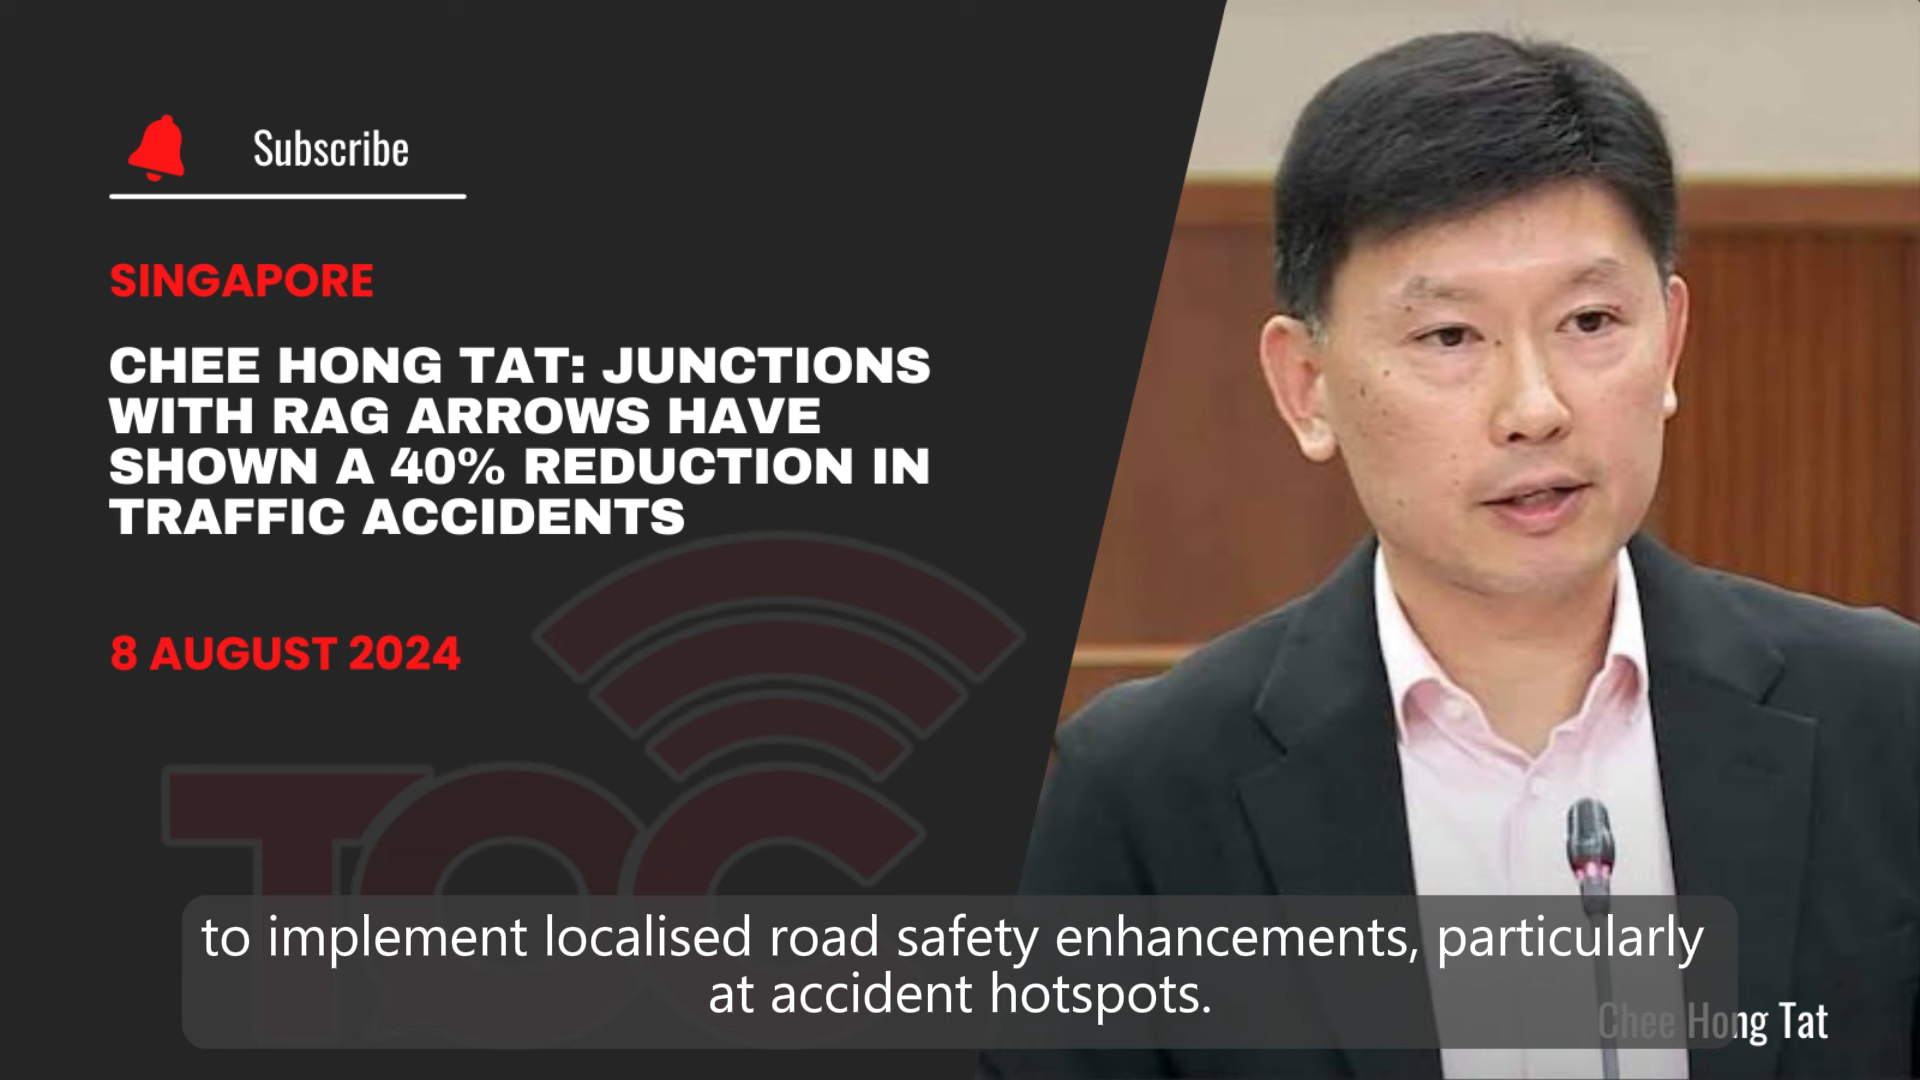 Subscribe
SINGAPORE
CHEE HONG TAT: JUNCTIONS
WITH RAG ARROWS HAVE
SHOWN A 40% REDUCTION IN
TRAFFIC ACCIDENTS
8 AUGUST 2024
TOC
to implement localised road safety enhancements, particularly
at accident hotspots.
Chee Hong Tat